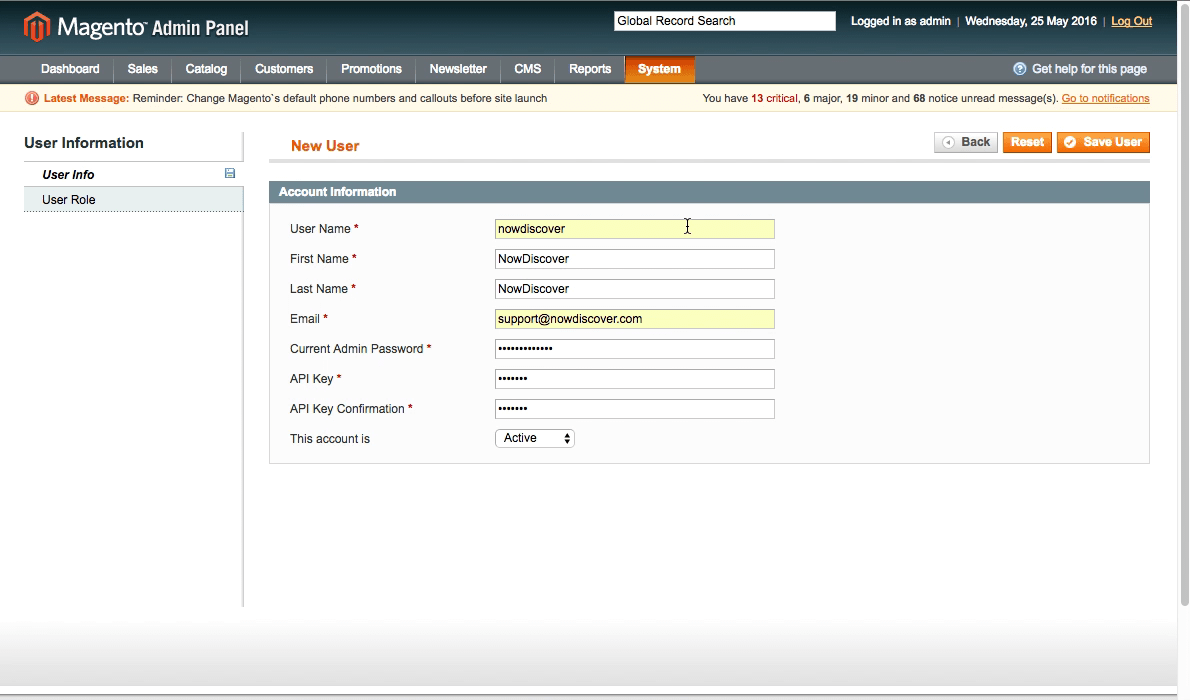 Magento Admin Panel
Global Record Search
Logged in as admin | Wednesday, 25 May 2016 | Log Out
Dashboard Sales Catalog Customers Promotions Newsletter CMS Reports System Get help for this page
Latest Message: Reminder: Change Magento`s default phone numbers and callouts before site launch You have 13 critical, 6 major, 19 minor and 68 notice unread message(s). Go to notifications
User Information
User Info
User Role
New User
Back Reset Save User
Account Information
User Name * nowdiscover
First Name * NowDiscover
Last Name * NowDiscover
Email * support@nowdiscover.com
Current Admin Password * •••••••••••••
API Key * •••••••
API Key Confirmation * •••••••
This account is Active